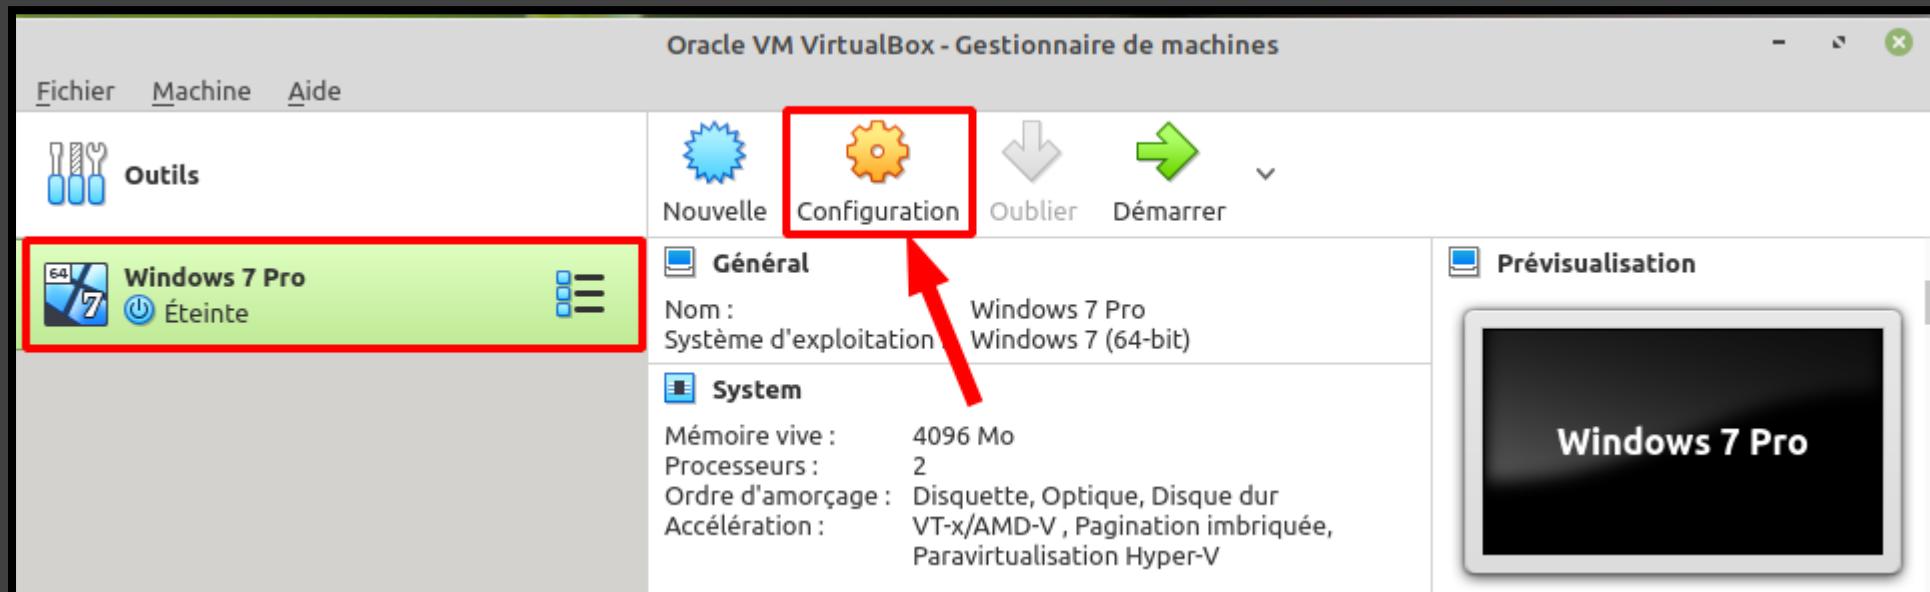 Oracle VM VirtualBox - Gestionnaire de machines
Fichier Machine Aide
Outils
Nouvelle Configuration Oublier Démarrer
64
7
Windows 7 Pro
Éteinte
Général
Nom : Windows 7 Pro
Système d'exploitation : Windows 7 (64-bit)
System
Mémoire vive : 4096 Mo
Processeurs : 2
Ordre d'amorçage : Disquette, Optique, Disque dur
Accélération : VT-x/AMD-V , Pagination imbriquée,
Paravirtualisation Hyper-V
Prévisualisation
Windows 7 Pro